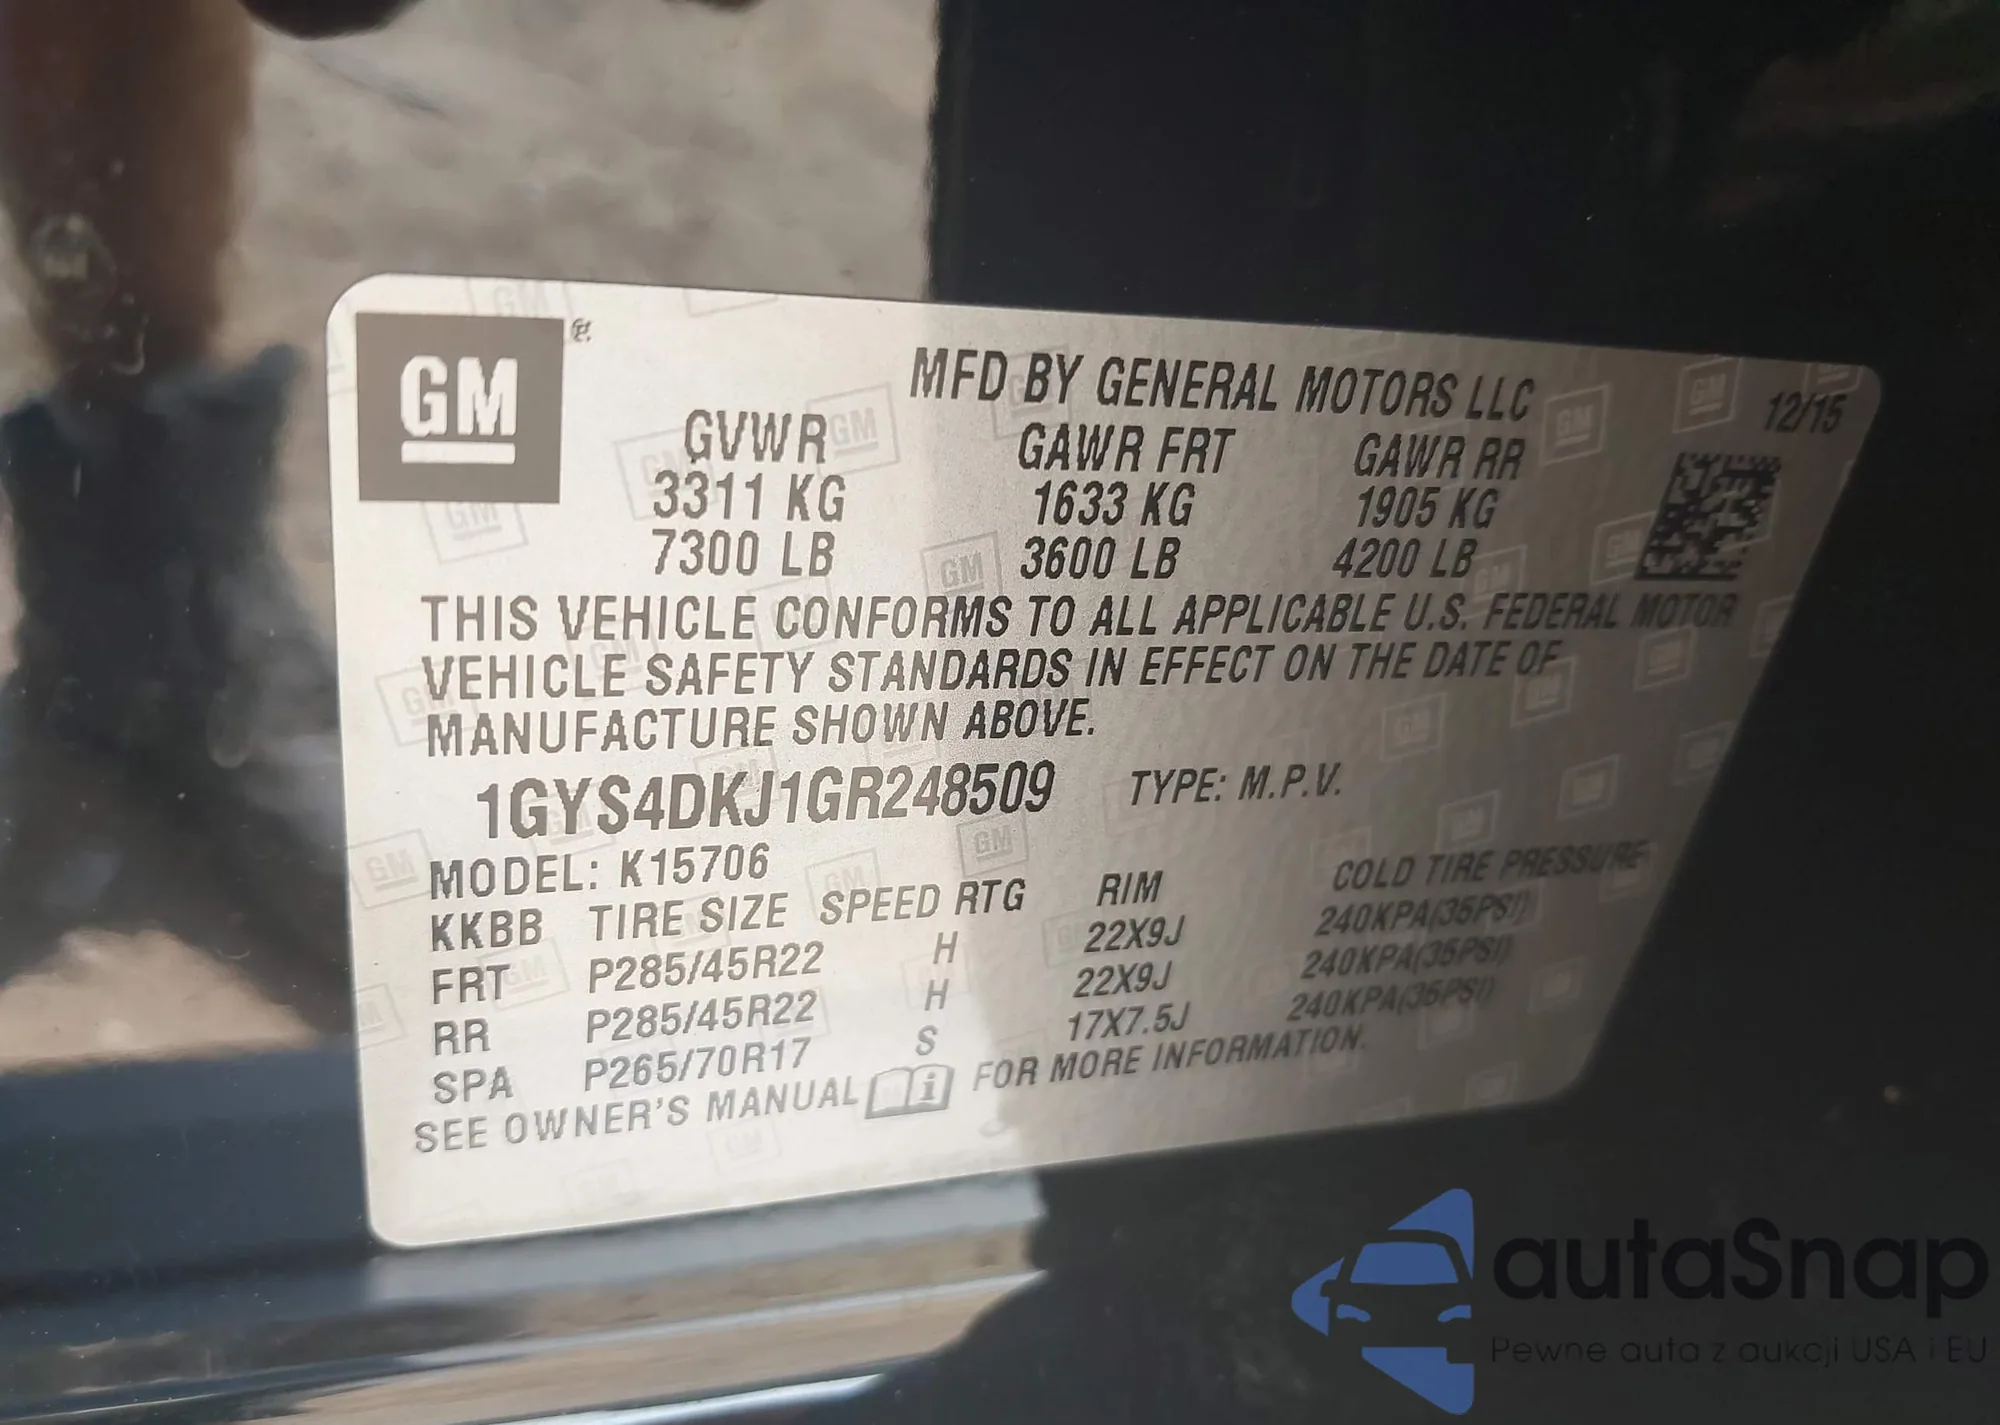 GM
MFD BY GENERAL MOTORS LLC
12/15
GVWR GAWR FRT GAWR RR
3311 KG 1633 KG 1905 KG
7300 LB 3600 LB 4200 LB
THIS VEHICLE CONFORMS TO ALL APPLICABLE U.S. FEDERAL MOTOR
VEHICLE SAFETY STANDARDS IN EFFECT ON THE DATE OF
MANUFACTURE SHOWN ABOVE.
1GYS4DKJ1GR248509 TYPE: M.P.V.
MODEL: K15706
KKBB TIRE SIZE SPEED RTG RIM COLD TIRE PRESSURE
FRT P285/45R22 H 22X9J 240KPA(35PSI)
RR P285/45R22 H 22X9J 240KPA(35PSI)
SPA P265/70R17 S 17X7.5J 240KPA(35PSI)
SEE OWNER'S MANUAL i FOR MORE INFORMATION.
autaSnap
Pewne auta z aukcji USA i EU